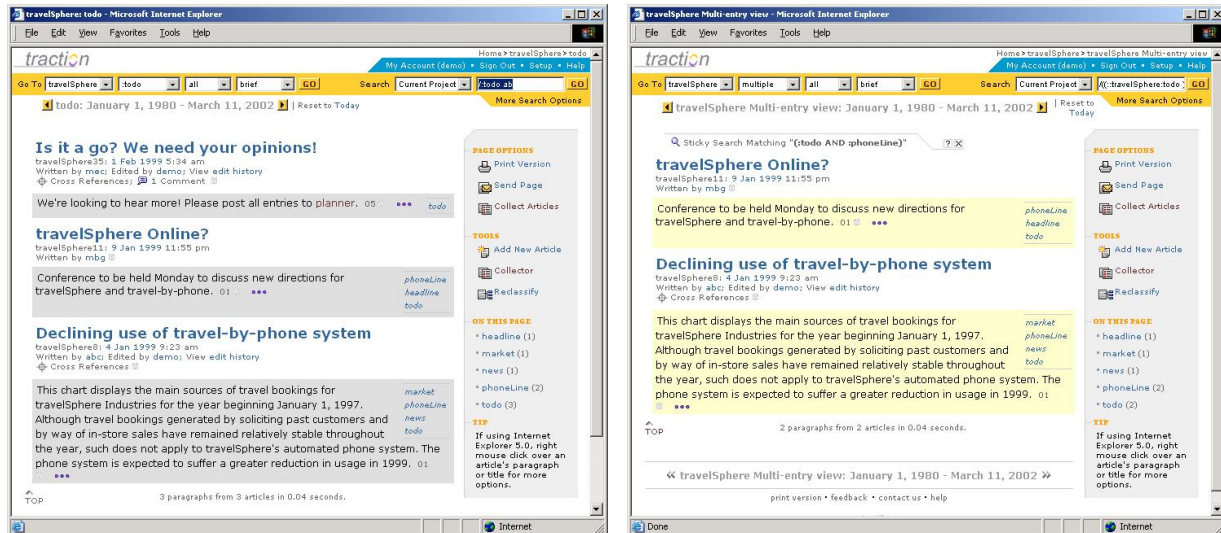 travelSphere: todo - Microsoft Internet Explorer
File Edit View Favorites Tools Help
traction
Home > travelSphere > todo
My Account (demo) • Sign Out • Setup • Help
Go To travelSphere :todo all brief GO Search Current Project /:todo ab GO
todo: January 1, 1980 - March 11, 2002 | Reset to Today
More Search Options
Is it a go? We need your opinions!
travelSphere35: 1 Feb 1999 5:34 am
Written by mec; Edited by demo; View edit history
Cross References; 1 Comment
We're looking to hear more! Please post all entries to planner. 05 ••• todo
travelSphere Online?
travelSphere11: 9 Jan 1999 11:55 pm
Written by mbg
Conference to be held Monday to discuss new directions for
travelSphere and travel-by-phone. 01 •••
phoneLine
headline
todo
Declining use of travel-by-phone system
travelSphere8: 4 Jan 1999 9:23 am
Written by abc; Edited by demo; View edit history
Cross References
This chart displays the main sources of travel bookings for
travelSphere Industries for the year beginning January 1, 1997.
Although travel bookings generated by soliciting past customers and
by way of in-store sales have remained relatively stable throughout
the year, such does not apply to travelSphere's automated phone system. The
phone system is expected to suffer a greater reduction in usage in 1999. 01
•••
market
phoneLine
news
todo
TOP
3 paragraphs from 3 articles in 0.04 seconds.
PAGE OPTIONS
Print Version
Send Page
Collect Articles
TOOLS
Add New Article
Collector
Reclassify
ON THIS PAGE
headline (1)
market (1)
news (1)
phoneLine (2)
todo (3)
TIP
If using Internet
Explorer 5.0, right
mouse click over an
article's paragraph
or title for more
options.
Internet
travelSphere Multi-entry view - Microsoft Internet Explorer
File Edit View Favorites Tools Help
traction
Home > travelSphere > travelSphere Multi-entry view
My Account (demo) • Sign Out • Setup • Help
Go To travelSphere multiple all brief GO Search Current Project /((::travelSphere:todo GO
travelSphere Multi-entry view: January 1, 1980 - March 11, 2002 | Reset to
Today
More Search Options
Sticky Search Matching "(:todo AND :phoneLine)" ? X
travelSphere Online?
travelSphere11: 9 Jan 1999 11:55 pm
Written by mbg
Conference to be held Monday to discuss new directions for
travelSphere and travel-by-phone. 01 •••
phoneLine
headline
todo
Declining use of travel-by-phone system
travelSphere8: 4 Jan 1999 9:23 am
Written by abc; Edited by demo; View edit history
Cross References
This chart displays the main sources of travel bookings for
travelSphere Industries for the year beginning January 1, 1997.
Although travel bookings generated by soliciting past customers and
by way of in-store sales have remained relatively stable throughout
the year, such does not apply to travelSphere's automated phone system. The
phone system is expected to suffer a greater reduction in usage in 1999. 01
•••
market
phoneLine
news
todo
TOP
2 paragraphs from 2 articles in 0.04 seconds.
« travelSphere Multi-entry view: January 1, 1980 - March 11, 2002 »
print version • feedback • contact us • help
PAGE OPTIONS
Print Version
Send Page
Collect Articles
TOOLS
Add New Article
Collector
Reclassify
ON THIS PAGE
headline (1)
market (1)
news (1)
phoneLine (2)
todo (2)
TIP
If using Internet
Explorer 5.0, right
mouse click over an
article's paragraph
or title for more
options.
Done
Internet